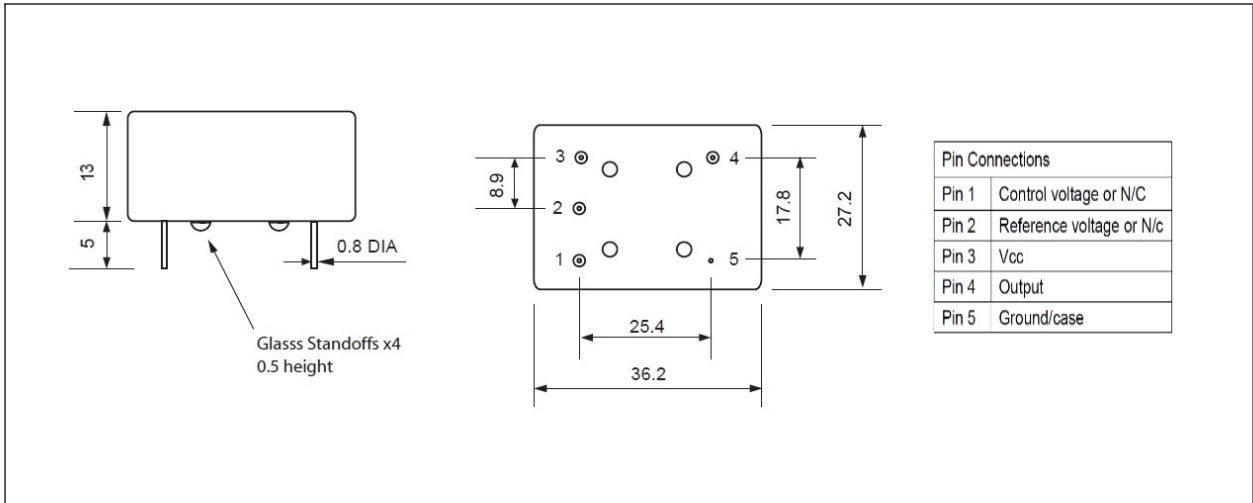 13
5
0.8 DIA
Glasss Standoffs x4
0.5 height
3
4
8.9
2
17.8
27.2
1
5
25.4
36.2
Pin Connections
Pin 1 Control voltage or N/C
Pin 2 Reference voltage or N/c
Pin 3 Vcc
Pin 4 Output
Pin 5 Ground/case